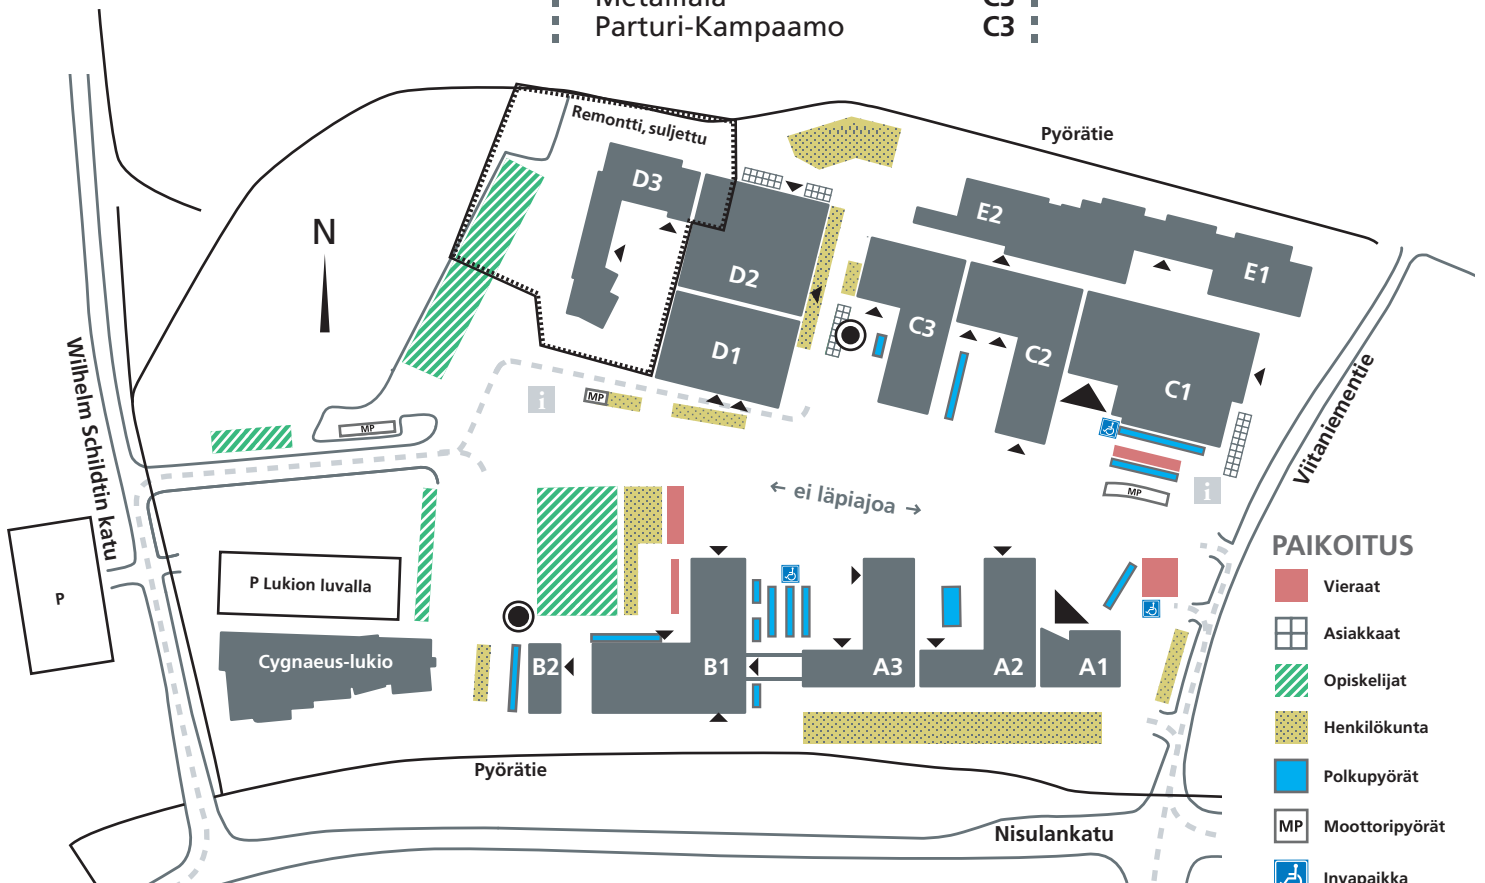 Metalliala C3
Parturi-Kampaamo C3
Remontti, suljettu
Pyörätie
D3
E2
N
D2
E1
C3
D1
C2
C1
Wilhelm Schildtin katu
Viitaniementie
i
MP
MP
← ei läpiajoa →
MP
i
PAIKOITUS
P Lukion luvalla
P
Vieraat
Asiakkaat
Cygnaeus-lukio
B2
B1
A3
A2
A1
Opiskelijat
Henkilökunta
Pyörätie
Polkupyörät
Nisulankatu
MP Moottoripyörät
Invapaikka